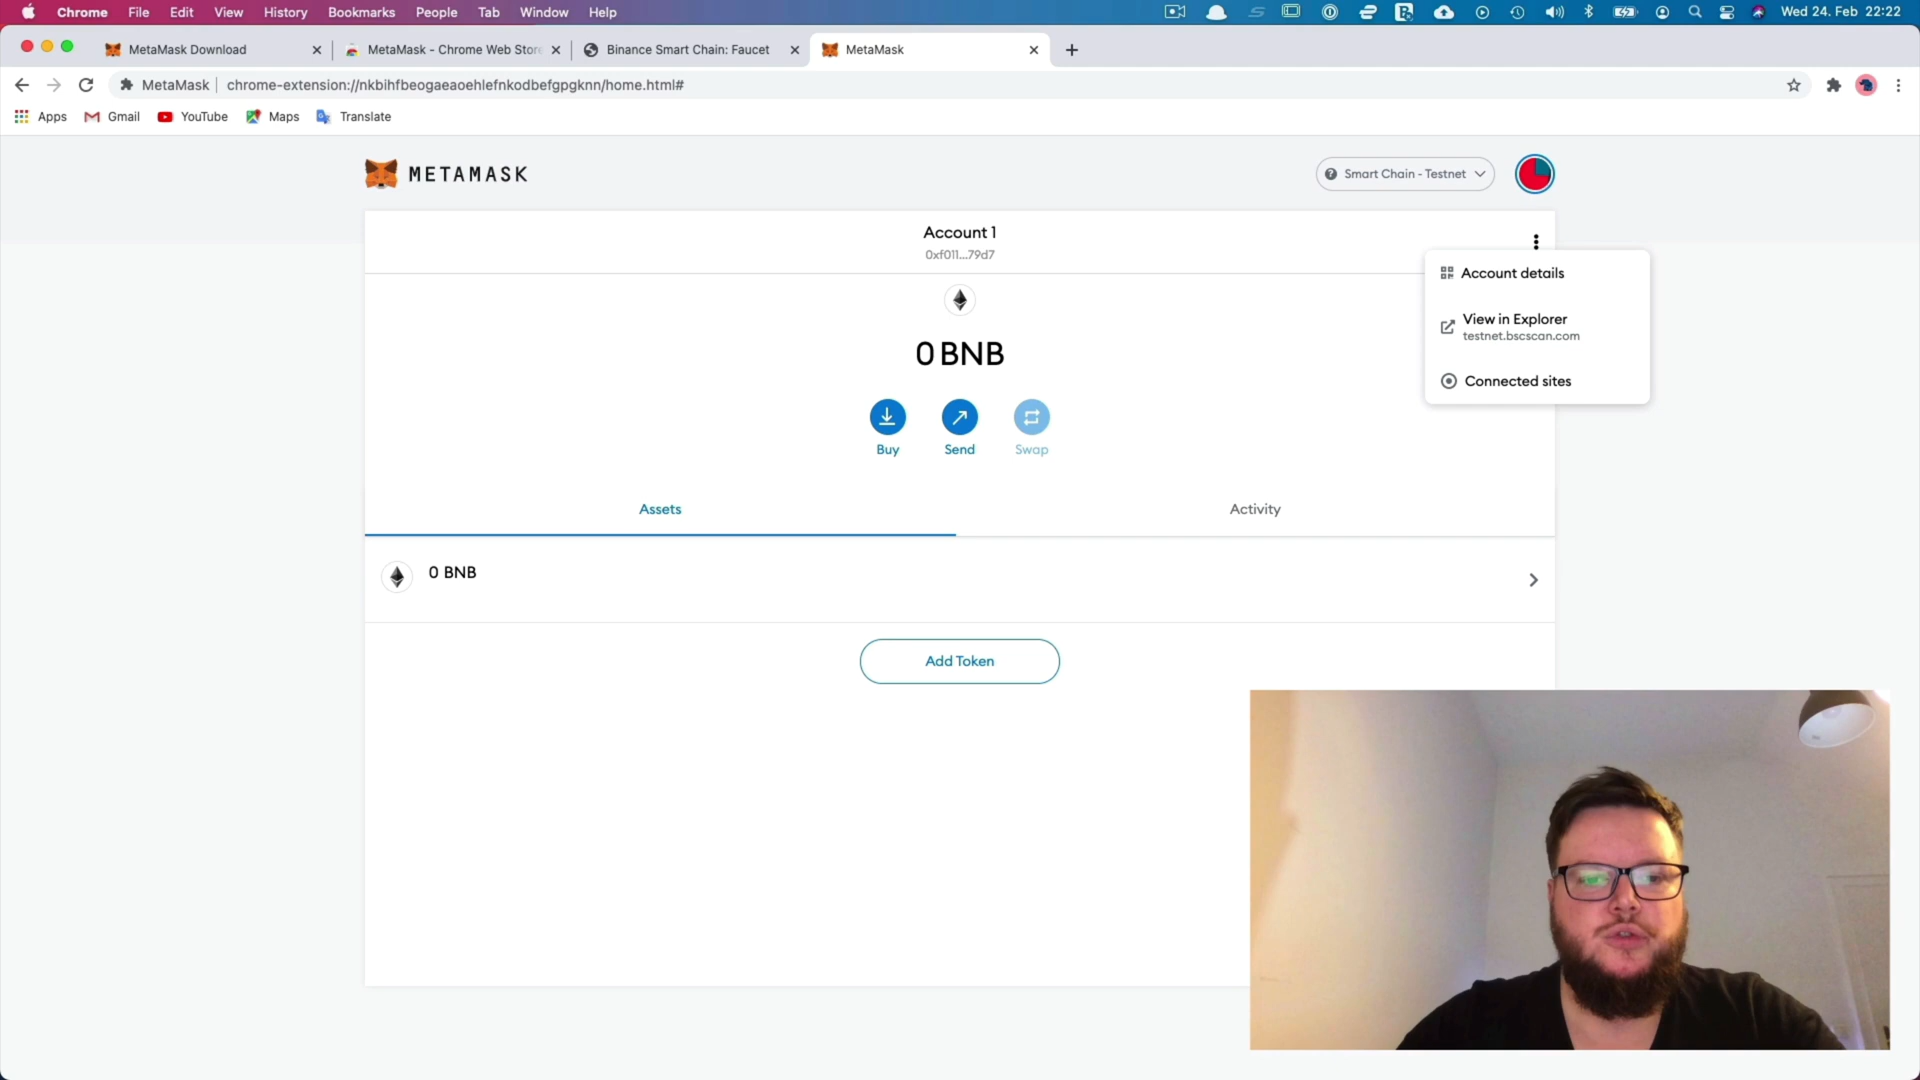 Chrome File Edit View History Bookmarks People Tab Window Help Wed 24. Feb 22:22
MetaMask Download MetaMask - Chrome Web Store Binance Smart Chain: Faucet MetaMask
MetaMask chrome-extension://nkbihfbeogaeaoehlefnkodbefgpgknn/home.html#
Apps Gmail YouTube Maps Translate
METAMASK Smart Chain - Testnet
Account 1
0xf011...79d7
Account details
View in Explorer
testnet.bscscan.com
Connected sites
0 BNB
Buy Send Swap
Assets Activity
0 BNB
Add Token